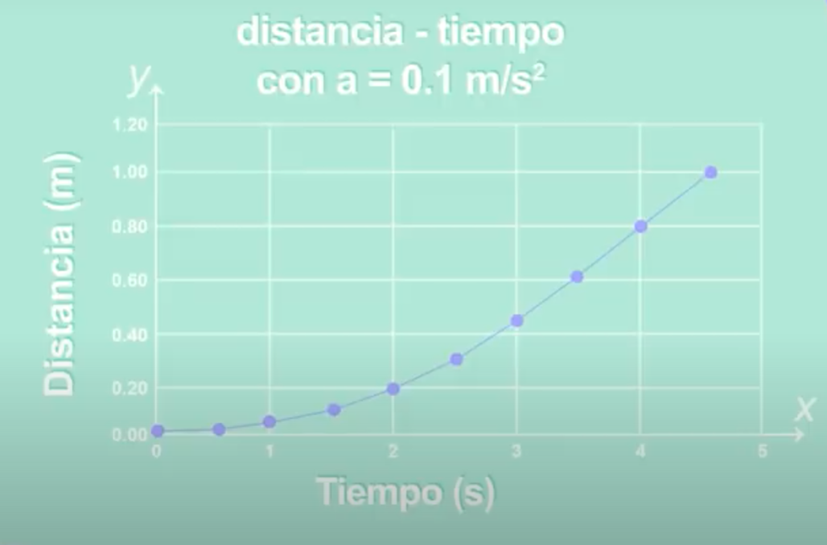 distancia - tiempo
con a = 0.1 m/s²
y
1.20
1.00
0.80
0.60
0.40
0.20
0.00
Distancia (m)
0 1 2 3 4 5
x
Tiempo (s)